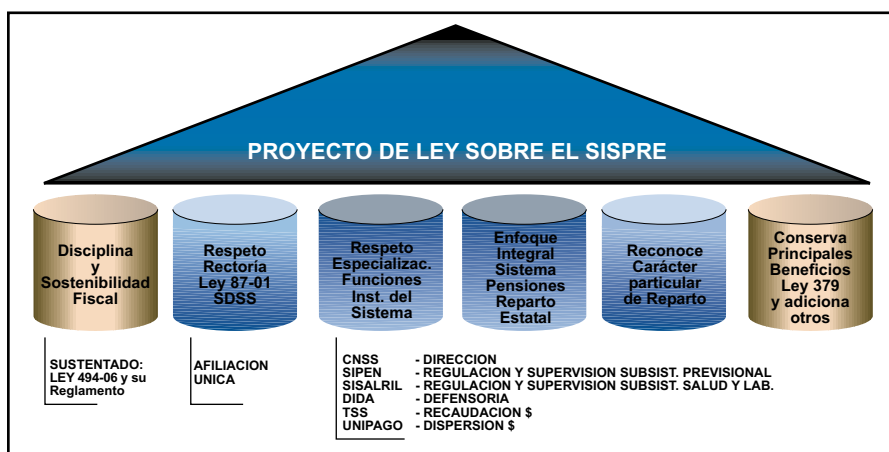 PROYECTO DE LEY SOBRE EL SISPRE
Disciplina
y
Sostenibilidad
Fiscal
Respeto
Rectoría
Ley 87-01
SDSS
Respeto
Especializac.
Funciones
Inst. del
Sistema
Enfoque
Integral
Sistema
Pensiones
Reparto
Estatal
Reconoce
Carácter
particular
de Reparto
Conserva
Principales
Beneficios
Ley 379
y adiciona
otros
SUSTENTADO:
LEY 494-06 y su
Reglamento
AFILIACION
UNICA
CNSS - DIRECCION
SIPEN - REGULACION Y SUPERVISION SUBSIST. PREVISIONAL
SISALRIL - REGULACION Y SUPERVISION SUBSIST. SALUD Y LAB.
DIDA - DEFENSORIA
TSS - RECAUDACION $
UNIPAGO - DISPERSION $